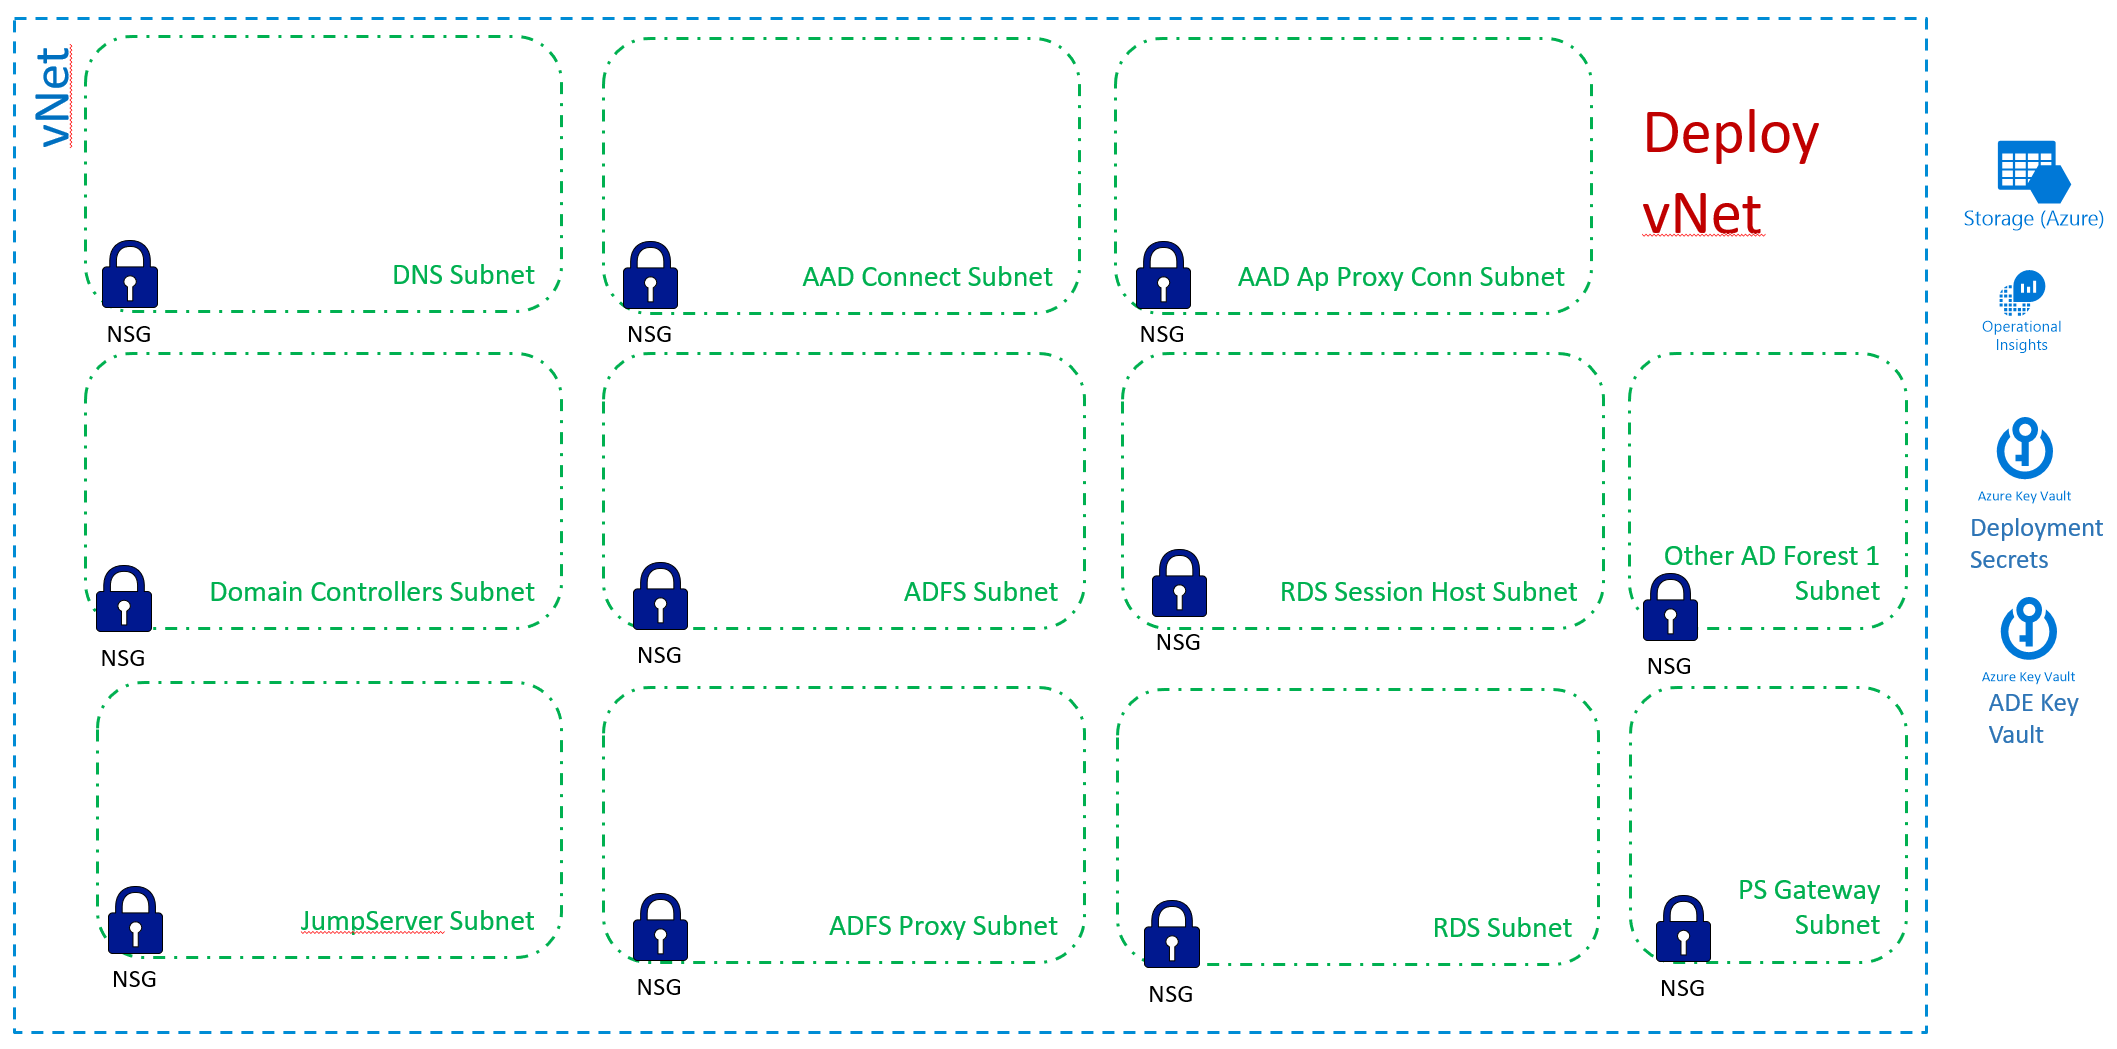 vNet
Deploy
vNet
DNS Subnet
NSG
AAD Connect Subnet
NSG
AAD Ap Proxy Conn Subnet
NSG
Domain Controllers Subnet
NSG
ADFS Subnet
NSG
RDS Session Host Subnet
NSG
Other AD Forest 1
Subnet
NSG
JumpServer Subnet
NSG
ADFS Proxy Subnet
NSG
RDS Subnet
NSG
PS Gateway
Subnet
NSG
Storage (Azure)
Operational
Insights
Azure Key Vault
Deployment
Secrets
Azure Key Vault
ADE Key
Vault